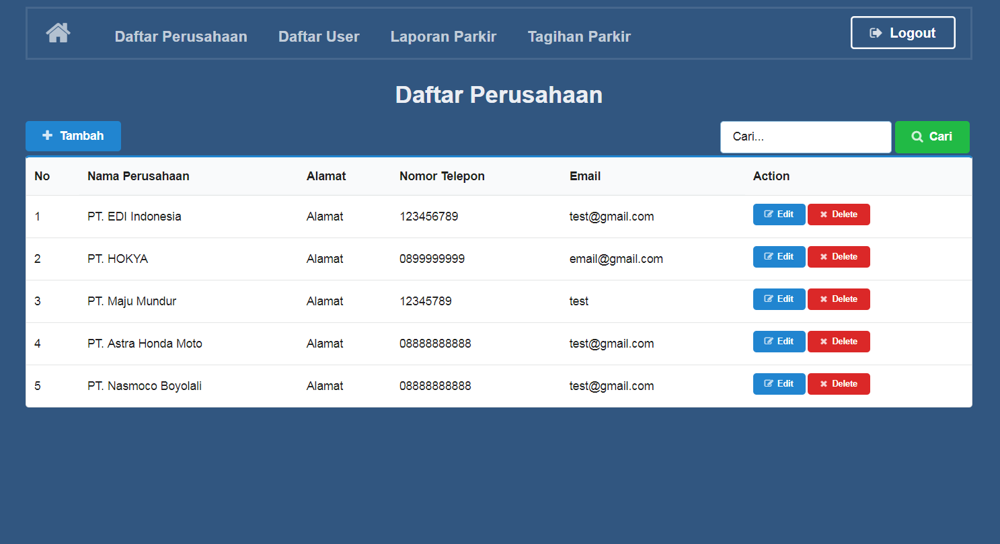 Daftar Perusahaan Daftar User Laporan Parkir Tagihan Parkir Logout
Daftar Perusahaan
Tambah Cari... Cari
No Nama Perusahaan Alamat Nomor Telepon Email Action
1 PT. EDI Indonesia Alamat 123456789 test@gmail.com Edit Delete
2 PT. HOKYA Alamat 0899999999 email@gmail.com Edit Delete
3 PT. Maju Mundur Alamat 12345789 test Edit Delete
4 PT. Astra Honda Moto Alamat 08888888888 test@gmail.com Edit Delete
5 PT. Nasmoco Boyolali Alamat 08888888888 test@gmail.com Edit Delete